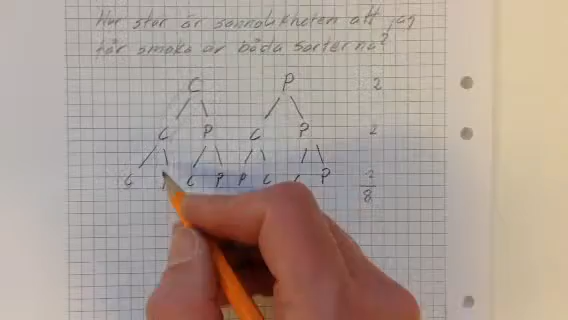 Hur stor är sannolikheten att jag
får smaka av båda sorterna?
C P 2
C P C P 2
C C P P C P 2
8